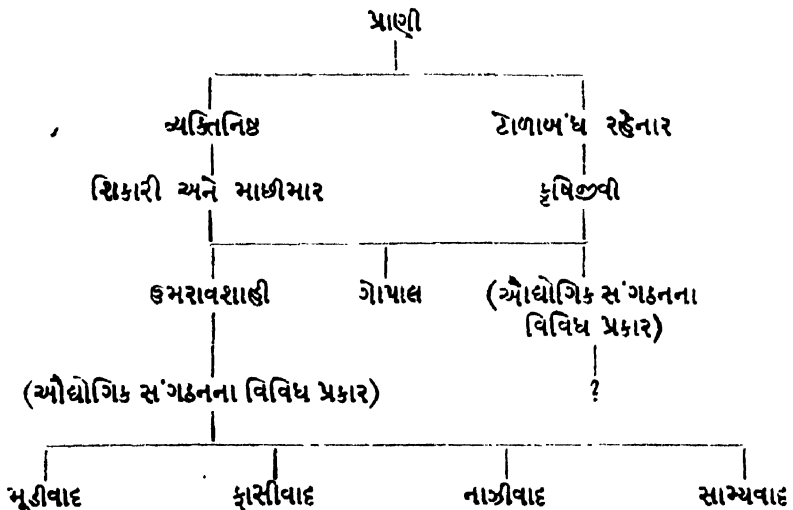 પ્રાણી
વ્યક્તિનિષ્ઠ ટોળાબંધ રહેનાર
શિકારી અને માછીમાર કૃષિજીવી
ઉમરાવશાહી ગોપાલ (ઔદ્યોગિક સંગઠનના
વિવિધ પ્રકાર)
(ઔદ્યોગિક સંગઠનના વિવિધ પ્રકાર) ?
મૂડીવાદ ફાસીવાદ નાઝીવાદ સામ્યવાદ